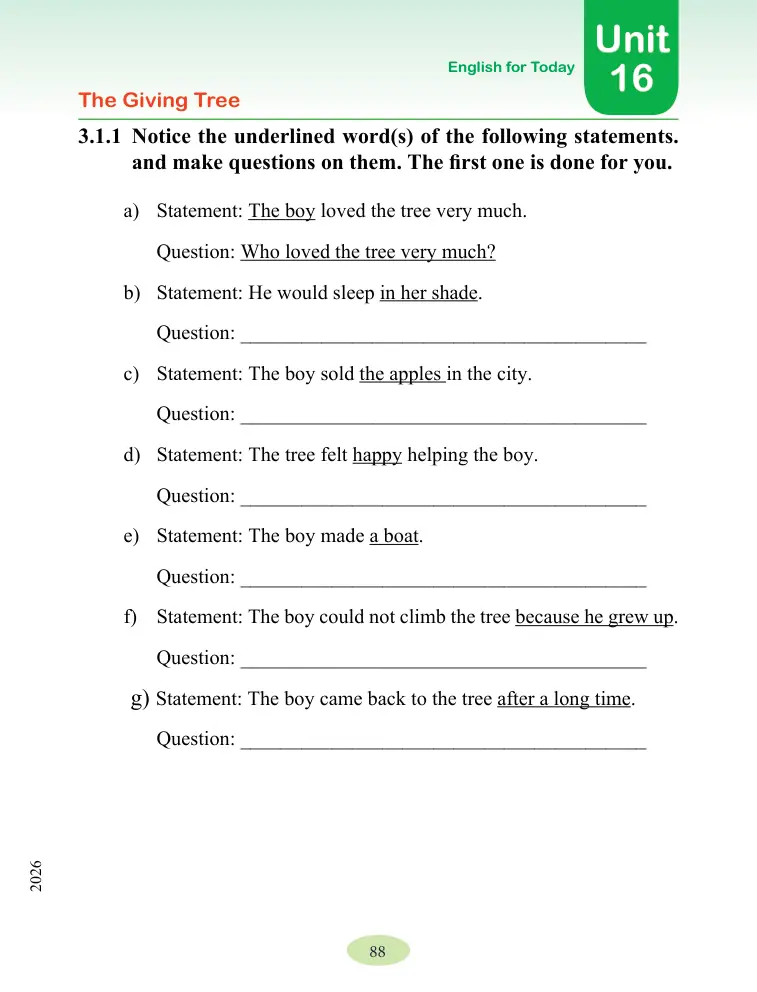 Unit
16
English for Today
The Giving Tree
3.1.1 Notice the underlined word(s) of the following statements.
and make questions on them. The first one is done for you.
a) Statement: The boy loved the tree very much.
Question: Who loved the tree very much?
b) Statement: He would sleep in her shade.
Question: ________________________________________
c) Statement: The boy sold the apples in the city.
Question: ________________________________________
d) Statement: The tree felt happy helping the boy.
Question: ________________________________________
e) Statement: The boy made a boat.
Question: ________________________________________
f) Statement: The boy could not climb the tree because he grew up.
Question: ________________________________________
g) Statement: The boy came back to the tree after a long time.
Question: ________________________________________
2026
88